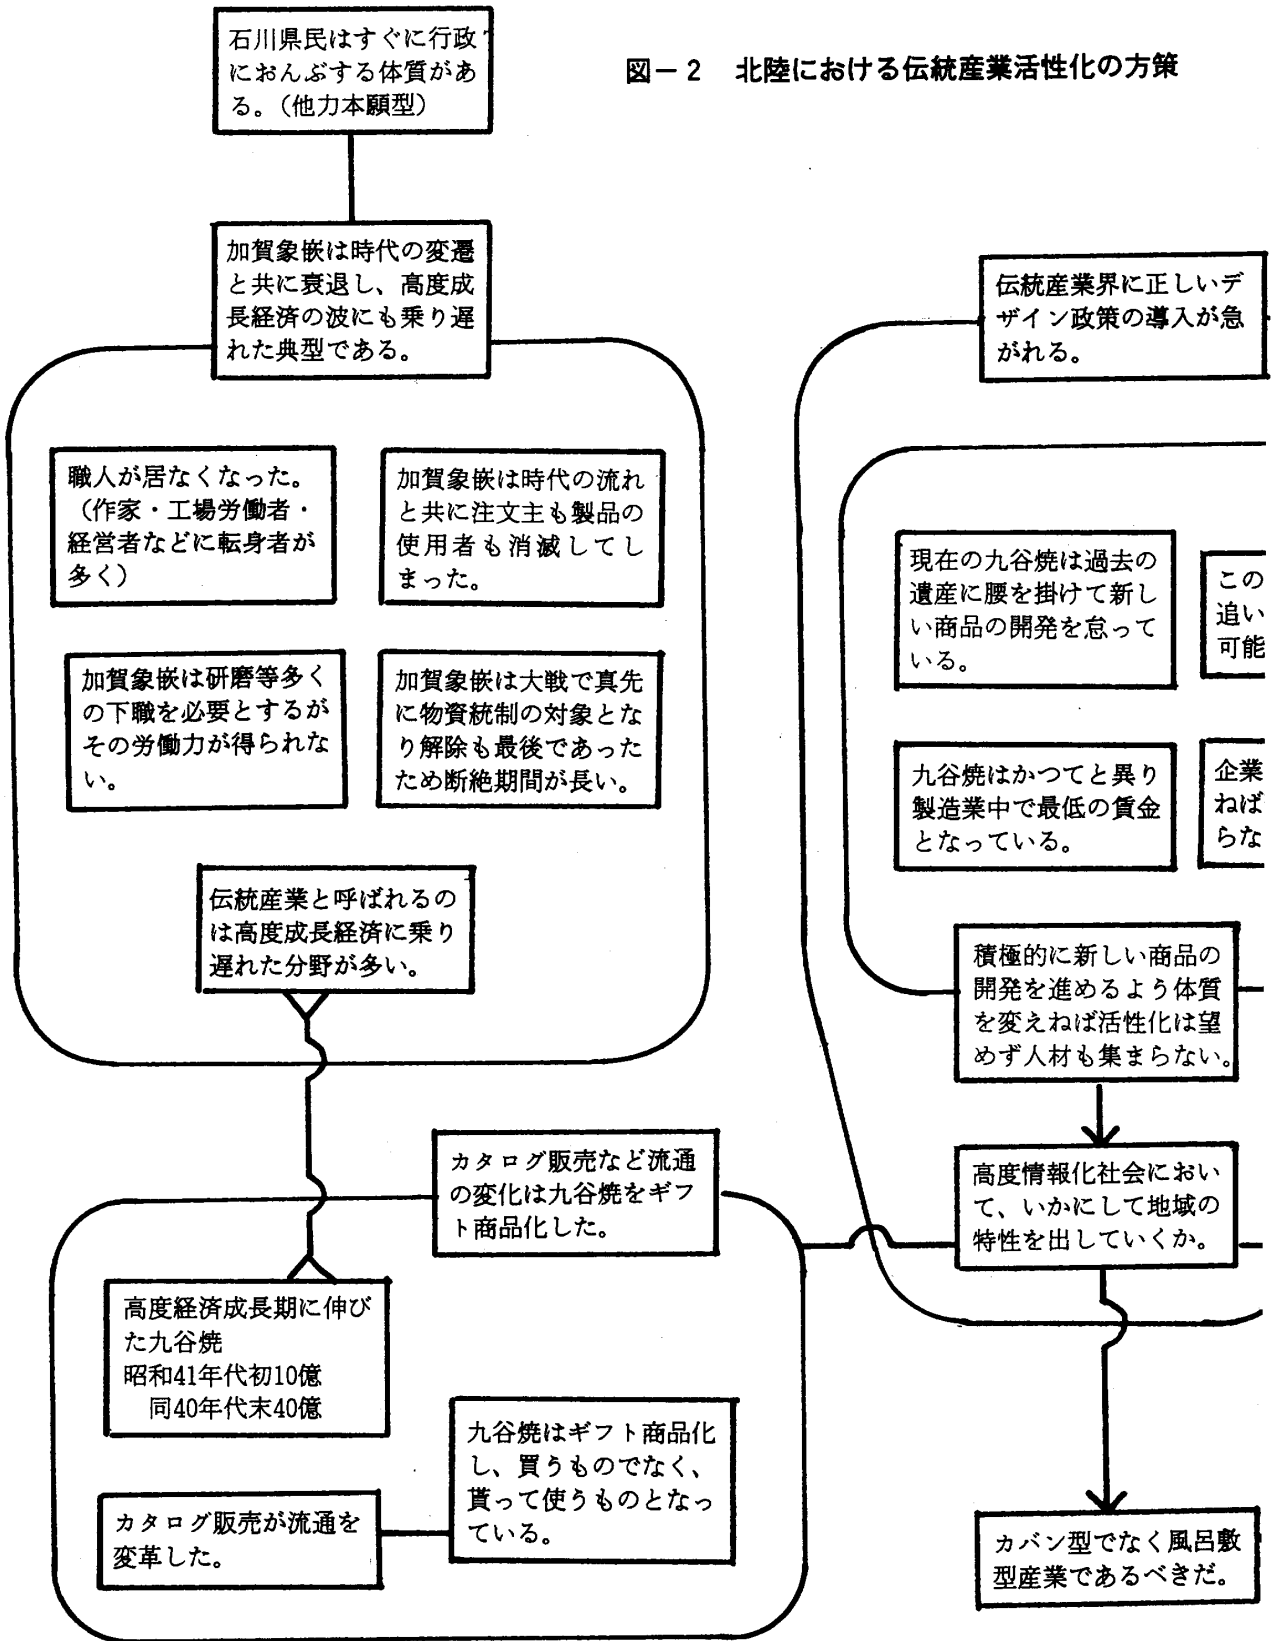 図－2　北陸における伝統産業活性化の方策
石川県民はすぐに行政
におんぶする体質があ
る。（他力本願型）
加賀象嵌は時代の変遷
と共に衰退し、高度成
長経済の波にも乗り遅
れた典型である。
職人が居なくなった。
（作家・工場労働者・
経営者などに転身者が
多く）
加賀象嵌は時代の流れ
と共に注文主も製品の
使用者も消滅してし
まった。
加賀象嵌は研磨等多く
の下職を必要とするが
その労働力が得られな
い。
加賀象嵌は大戦で真先
に物資統制の対象とな
り解除も最後であった
ため断絶期間が長い。
伝統産業と呼ばれるの
は高度成長経済に乗り
遅れた分野が多い。
カタログ販売など流通
の変化は九谷焼をギフ
ト商品化した。
高度経済成長期に伸び
た九谷焼
昭和41年代初10億
同40年代末40億
九谷焼はギフト商品化
し、買うものでなく、
貰って使うものとなっ
ている。
カタログ販売が流通を
変革した。
伝統産業界に正しいデ
ザイン政策の導入が急
がれる。
現在の九谷焼は過去の
遺産に腰を掛けて新し
い商品の開発を怠って
いる。
この
追い
可能
九谷焼はかつてと異り
製造業中で最低の賃金
となっている。
企業
ねば
らな
積極的に新しい商品の
開発を進めるよう体質
を変えねば活性化は望
めず人材も集まらない。
高度情報化社会におい
て、いかにして地域の
特性を出していくか。
カバン型でなく風呂敷
型産業であるべきだ。